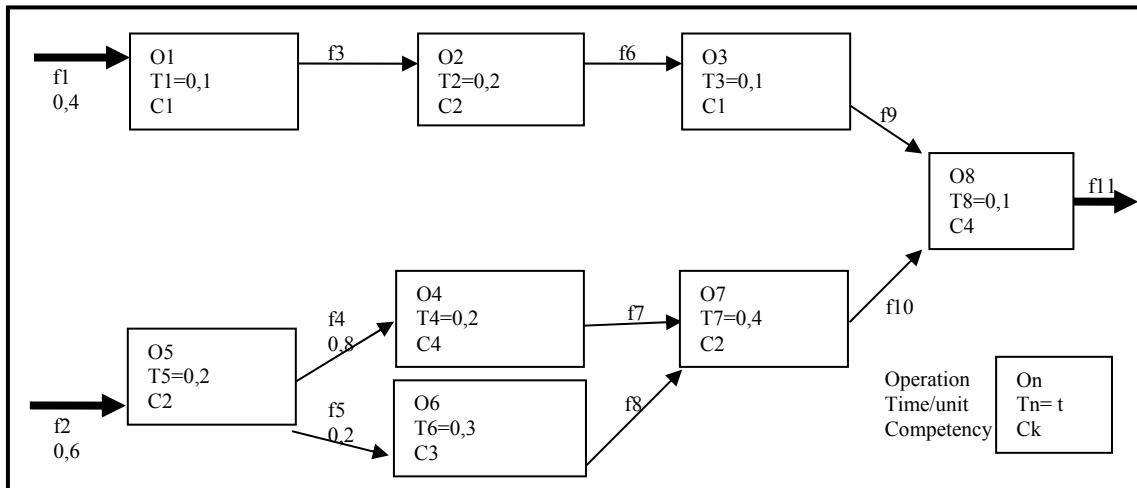 f1
0,4
O1
T1=0,1
C1
f3
O2
T2=0,2
C2
f6
O3
T3=0,1
C1
f9
O8
T8=0,1
C4
f11
f2
0,6
O5
T5=0,2
C2
f4
0,8
O4
T4=0,2
C4
f7
f5
0,2
O6
T6=0,3
C3
f8
O7
T7=0,4
C2
f10
Operation
Time/unit
Competency
On
Tn= t
Ck